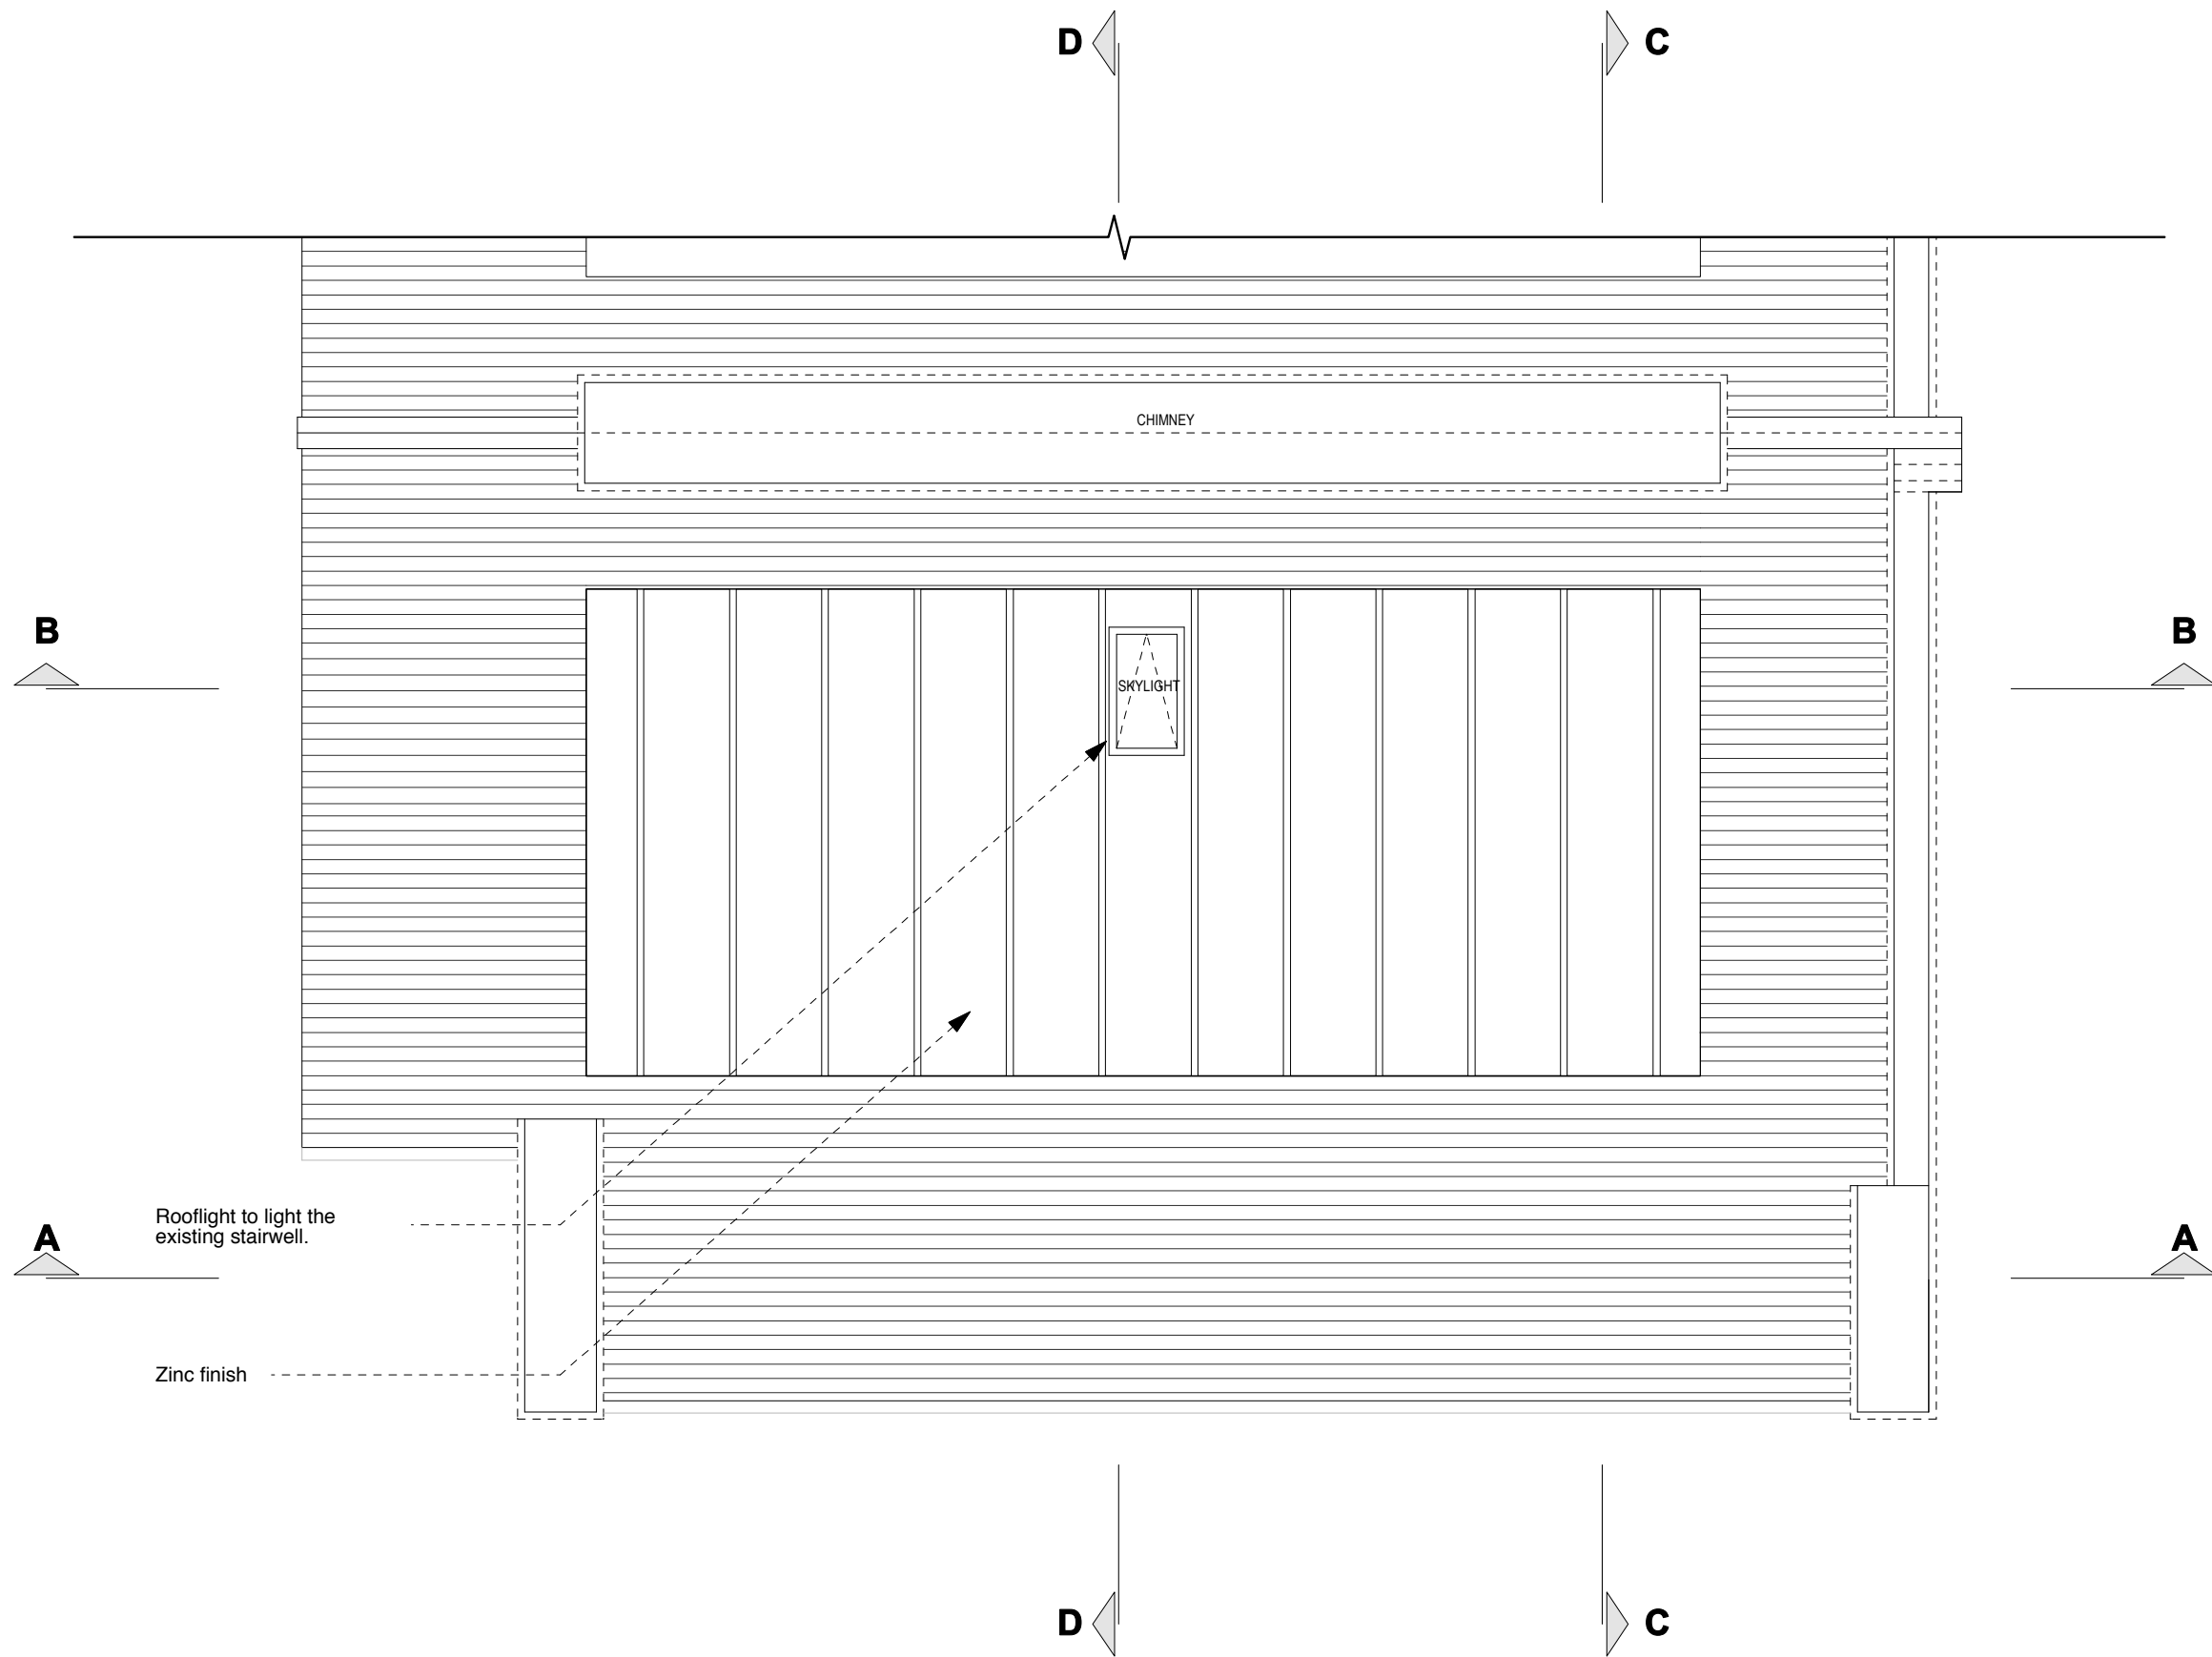 D
C
CHIMNEY
B
B
SKYLIGHT
Rooflight to light the
existing stairwell.
A
A
Zinc finish
D
C